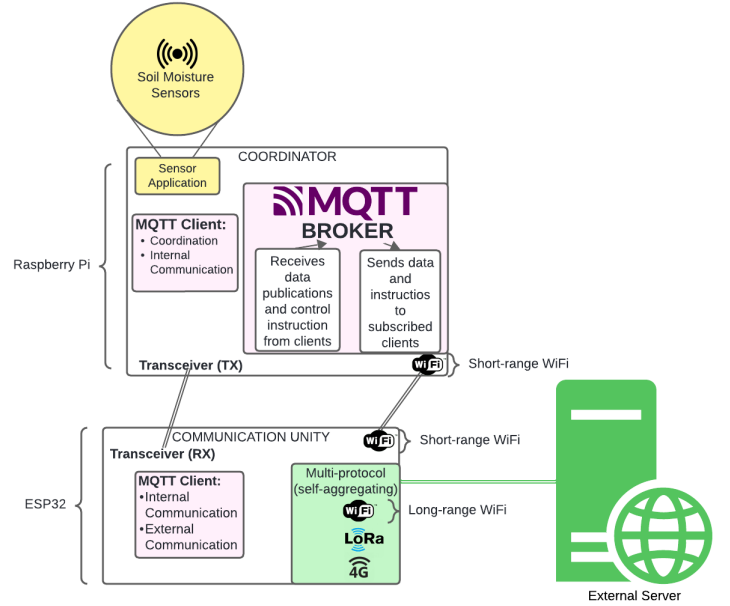 Soil Moisture
Sensors
COORDINATOR
Sensor
Application
MQTT
BROKER
MQTT Client:
• Coordination
• Internal
Communication
Receives
data
publications
and control
instruction
from clients
Sends data
and
instructios
to
subscribed
clients
Raspberry Pi
Transceiver (TX)
WiFi
Short-range WiFi
COMMUNICATION UNITY
WiFi
Short-range WiFi
Transceiver (RX)
MQTT Client:
•Internal
Communication
•External
Communication
Multi-protocol
(self-aggregating)
WiFi
Long-range WiFi
LoRa
4G
ESP32
External Server